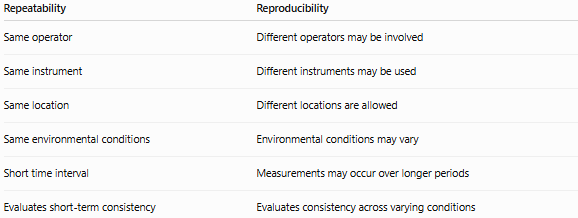 Repeatability Reproducibility
Same operator Different operators may be involved
Same instrument Different instruments may be used
Same location Different locations are allowed
Same environmental conditions Environmental conditions may vary
Short time interval Measurements may occur over longer periods
Evaluates short-term consistency Evaluates consistency across varying conditions